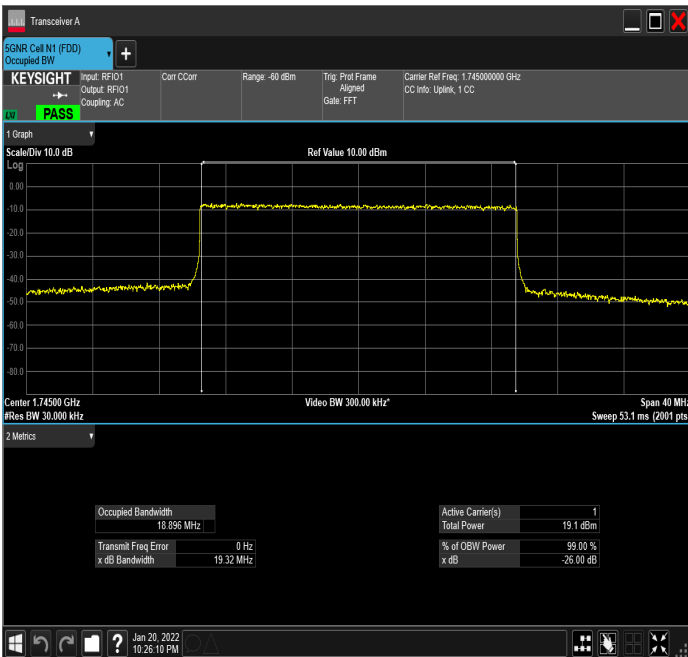 Transceiver A
5GNR Cell N1 (FDD)
Occupied BW
+
KEYSIGHT
PASS
Input: RFIO1
Output: RFIO1
Coupling: AC
Corr CCorr
Range: -60 dBm
Trig: Prot Frame
Aligned
Gate: FFT
Carrier Ref Freq: 1.745000000 GHz
CC Info: Uplink, 1 CC
1 Graph
Scale/Div 10.0 dB
Ref Value 10.00 dBm
Log
0.00
-10.0
-20.0
-30.0
-40.0
-50.0
-60.0
-70.0
-80.0
Center 1.74500 GHz
Video BW 300.00 kHz*
Span 40 MHz
#Res BW 30.000 kHz
Sweep 53.1 ms (2001 pts
2 Metrics
Occupied Bandwidth
18.896 MHz
Active Carrier(s) 1
Total Power 19.1 dBm
Transmit Freq Error 0 Hz
x dB Bandwidth 19.32 MHz
% of OBW Power 99.00 %
x dB -26.00 dB
?
Jan 20, 2022
10:26:10 PM